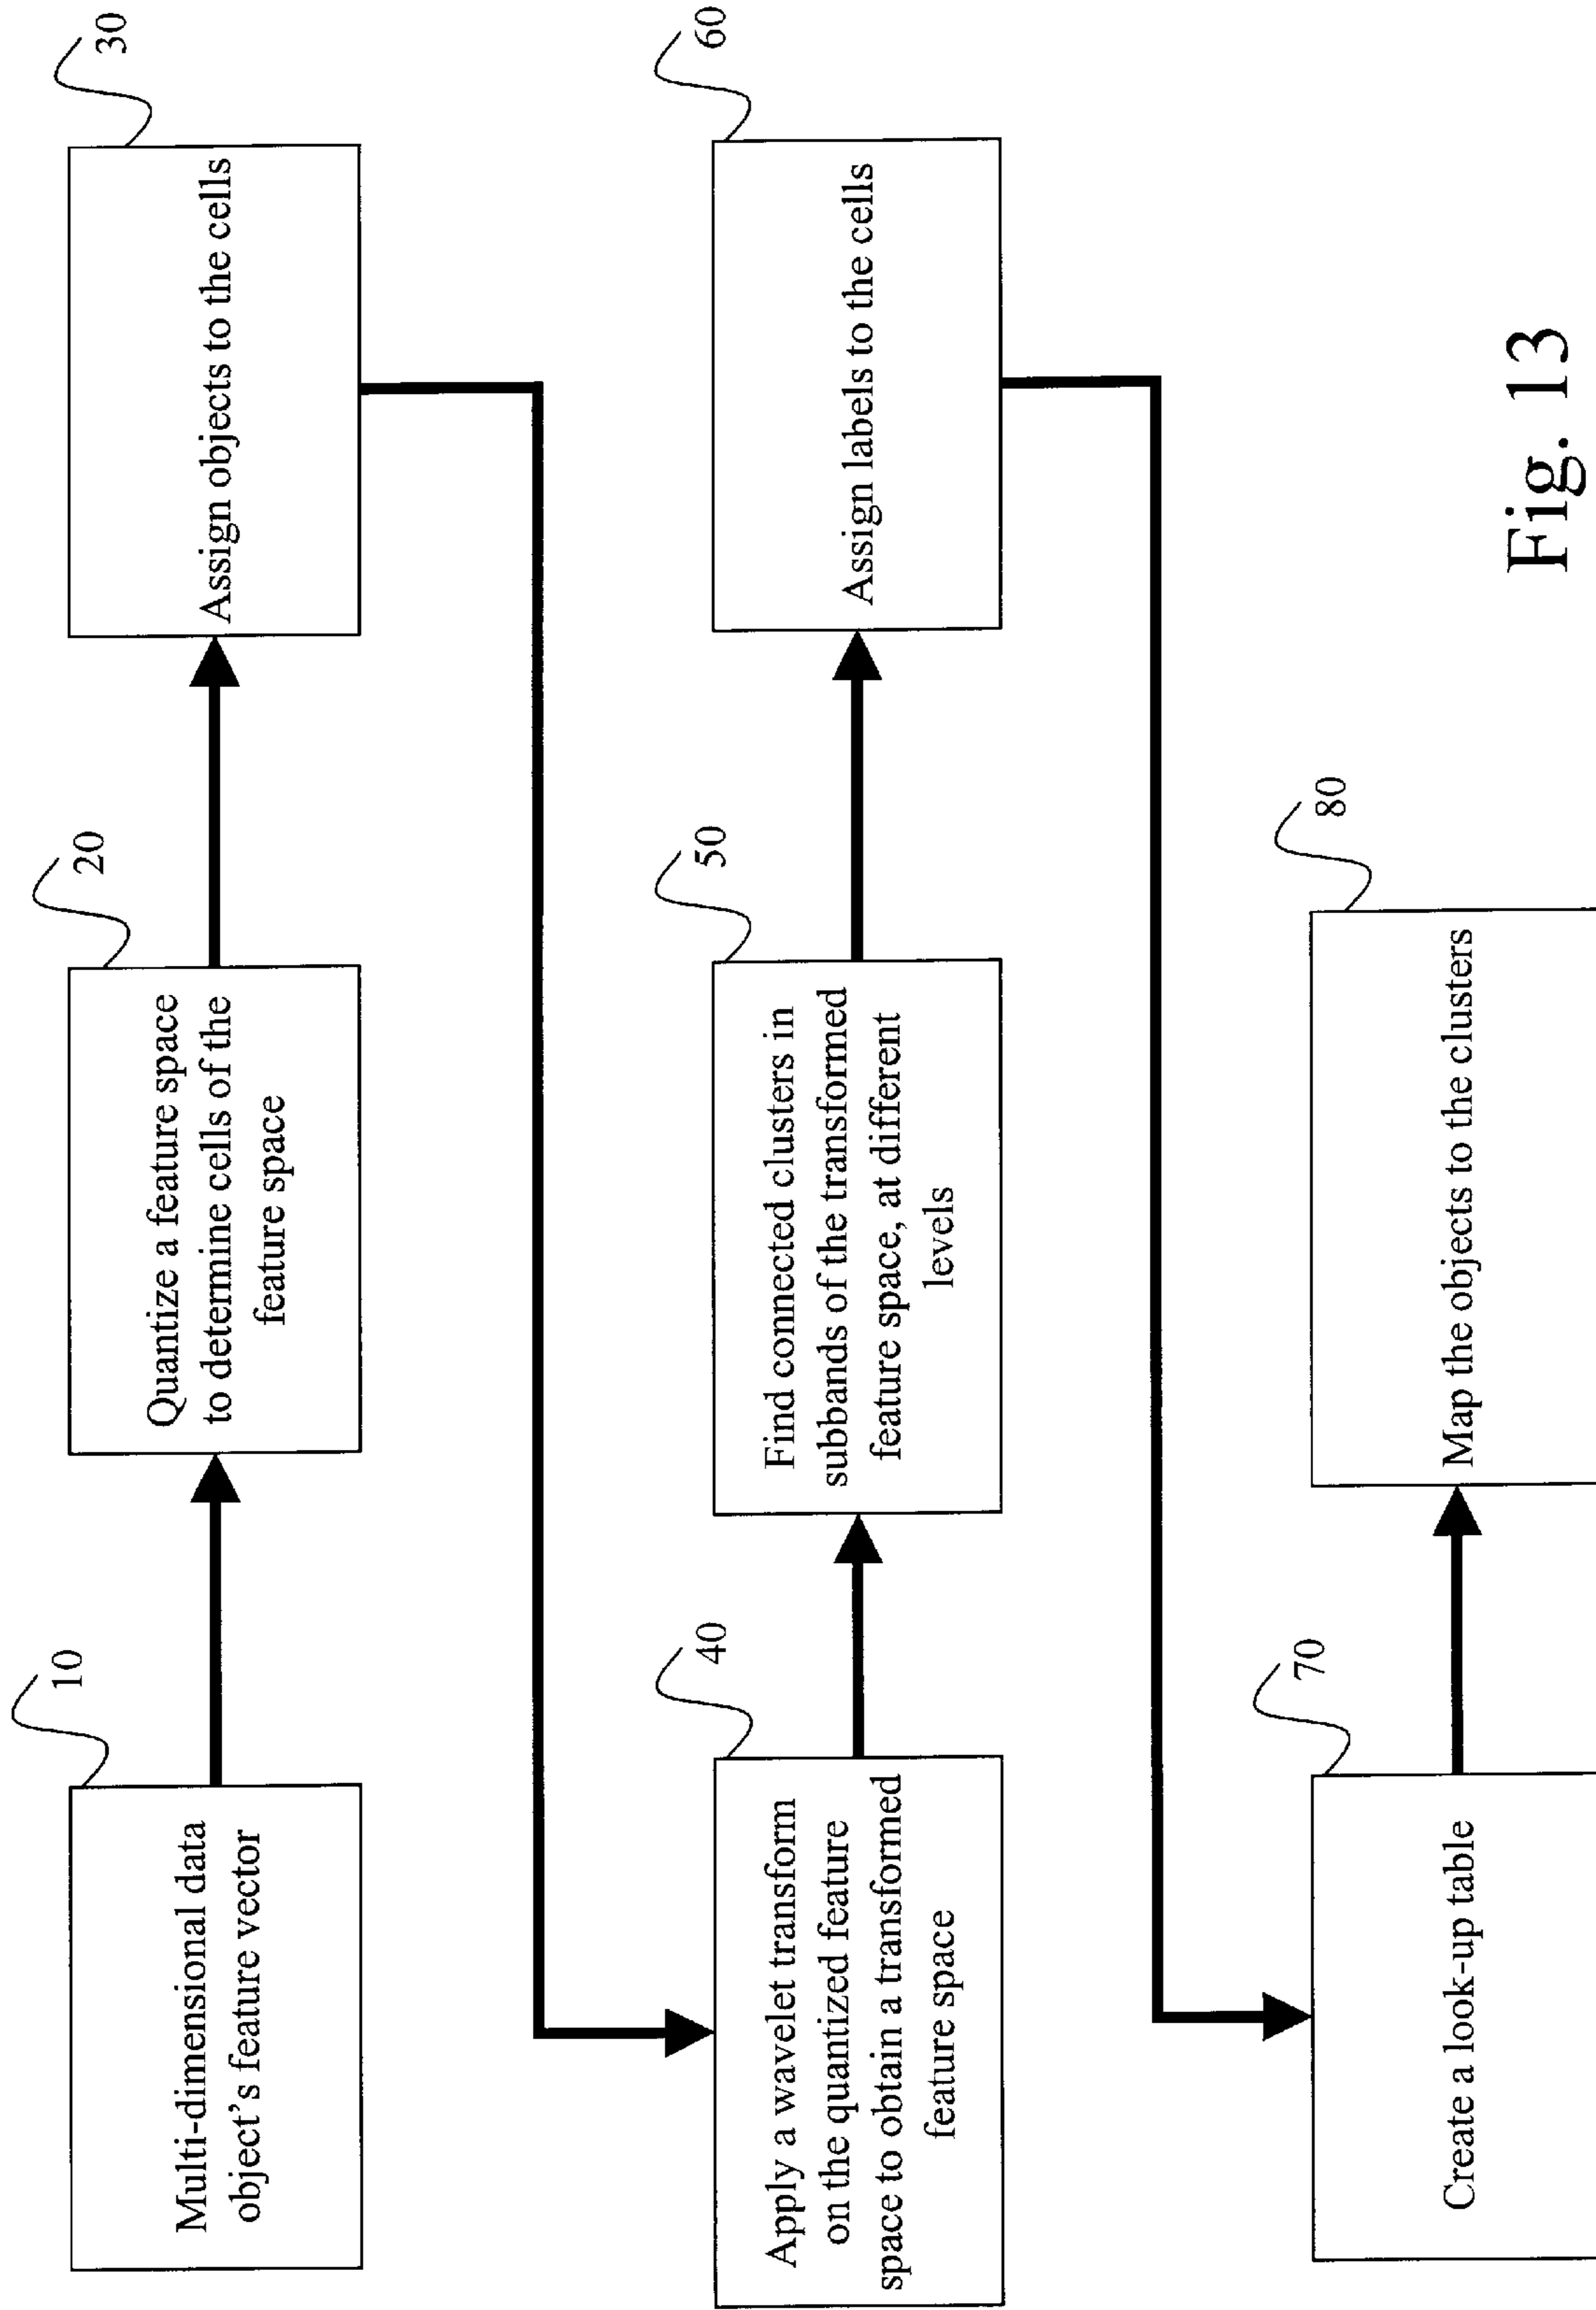 10
Multi-dimensional data
object's feature vector
20
Quantize a feature space
to determine cells of the
feature space
30
Assign objects to the cells
40
Apply a wavelet transform
on the quantized feature
space to obtain a transformed
feature space
50
Find connected clusters in
subbands of the transformed
feature space, at different
levels
60
Assign labels to the cells
70
Create a look-up table
80
Map the objects to the clusters
Fig. 13